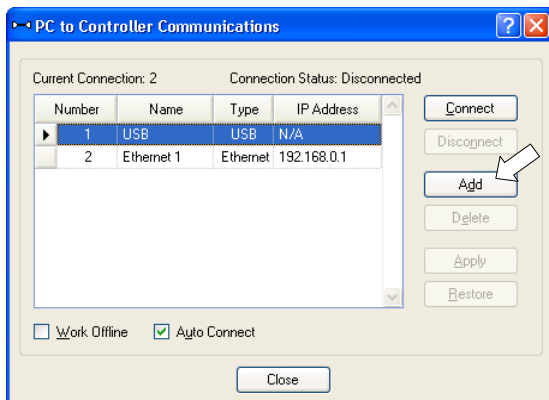 PC to Controller Communications
Current Connection: 2 Connection Status: Disconnected
Number Name Type IP Address
1 USB USB N/A
2 Ethernet 1 Ethernet 192.168.0.1
Connect
Disconnect
Add
Delete
Apply
Restore
Work Offline Auto Connect
Close